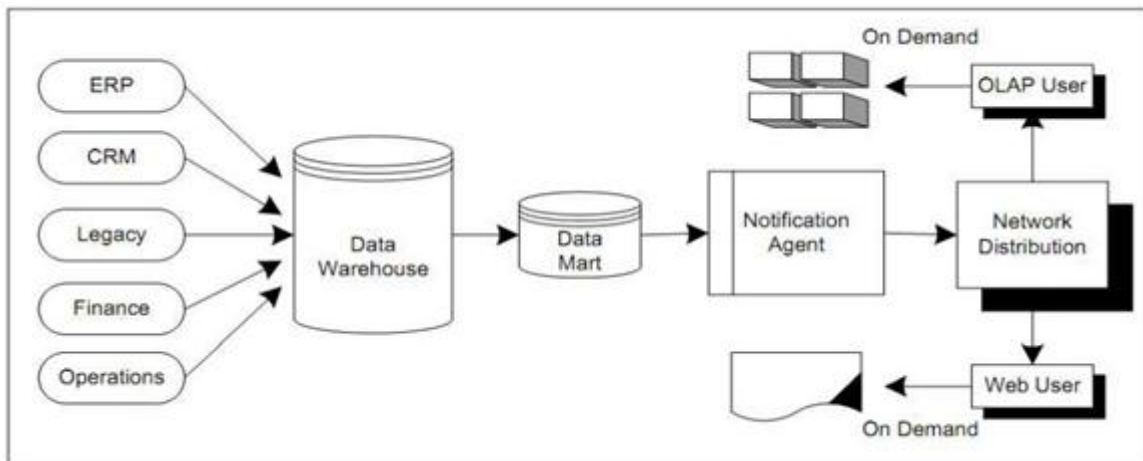 ERP
CRM
Legacy
Finance
Operations
Data
Warehouse
Data
Mart
Notification
Agent
Network
Distribution
On Demand
OLAP User
Web User
On Demand